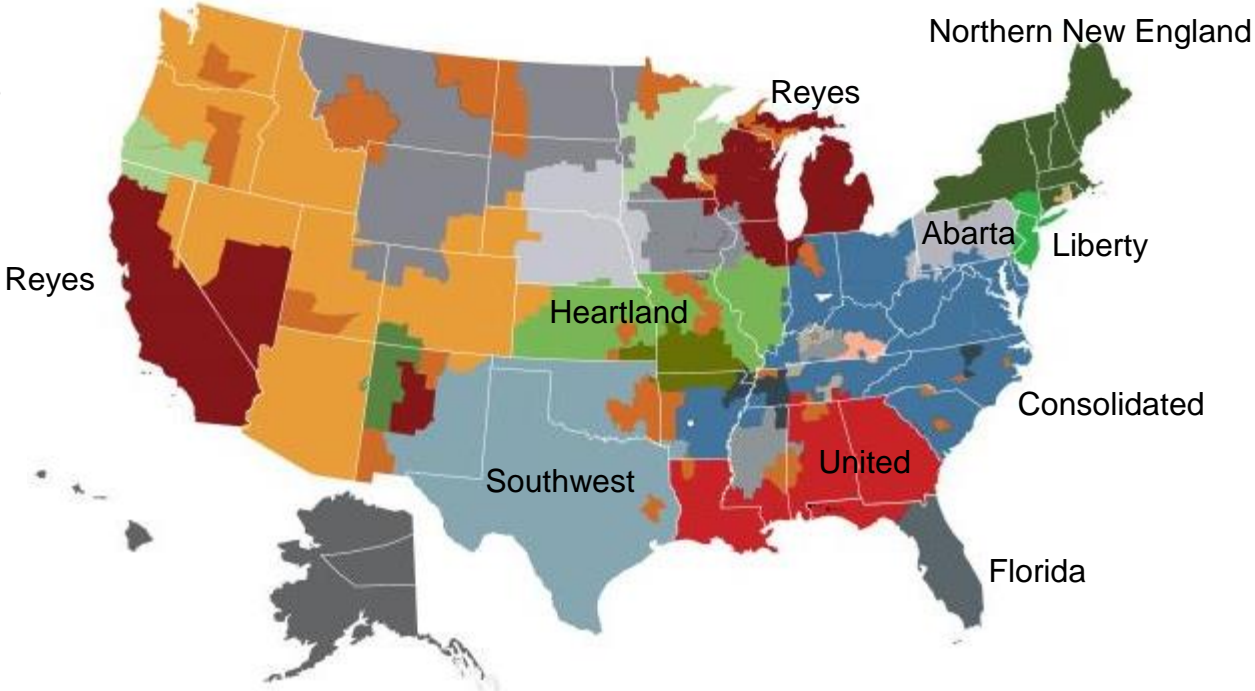 Northern New England
Reyes
Abarta
Liberty
Reyes
Heartland
Consolidated
United
Southwest
Florida